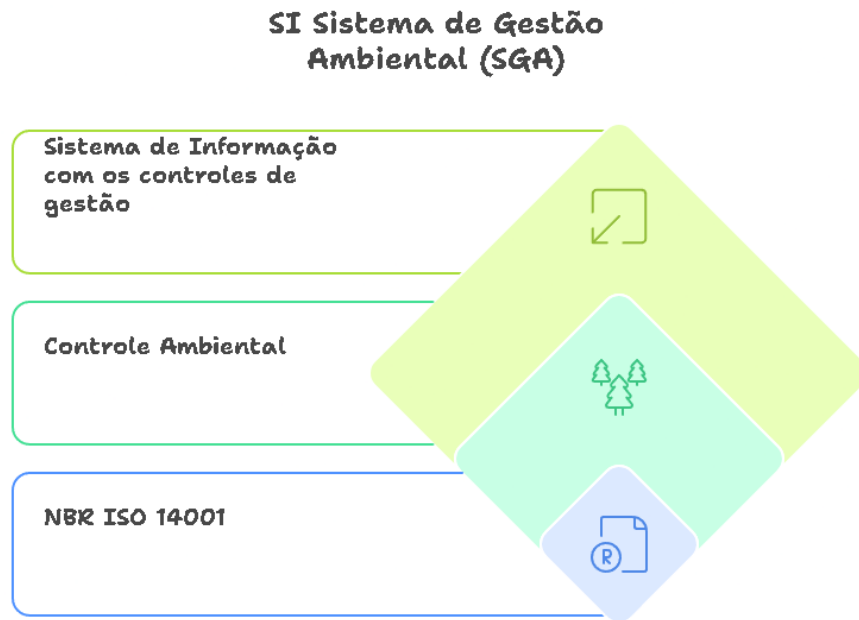 SI Sistema de Gestão
Ambiental (SGA)
Sistema de Informação
com os controles de
gestão
Controle Ambiental
NBR ISO 14001
R